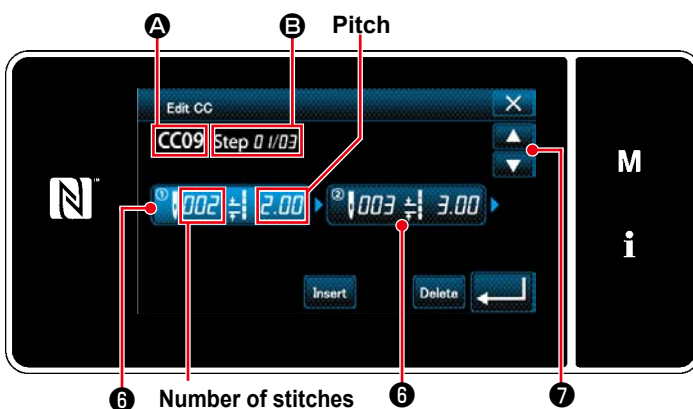 A B Pitch
Edit CC
CC09 Step 01/03
M
① 002 2.00 ② 003 3.00
i
Insert Delete
6 Number of stitches 6 7